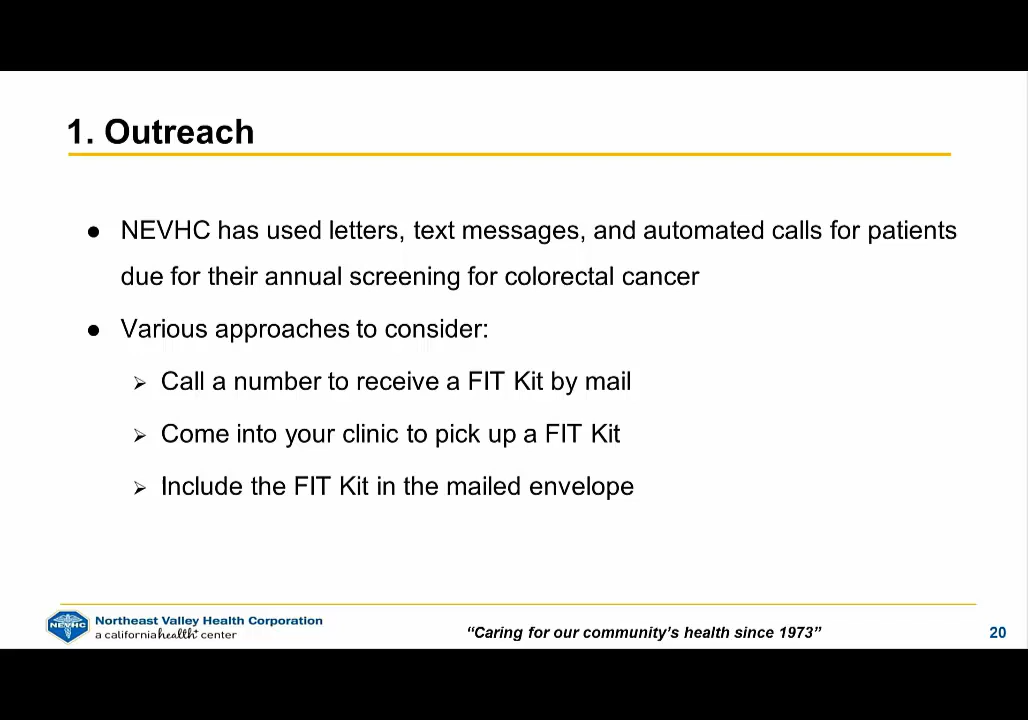 1. Outreach
● NEVHC has used letters, text messages, and automated calls for patients
due for their annual screening for colorectal cancer
● Various approaches to consider:
➢ Call a number to receive a FIT Kit by mail
➢ Come into your clinic to pick up a FIT Kit
➢ Include the FIT Kit in the mailed envelope
NEVHC
Northeast Valley Health Corporation
a california health+ center
“Caring for our community’s health since 1973”
20